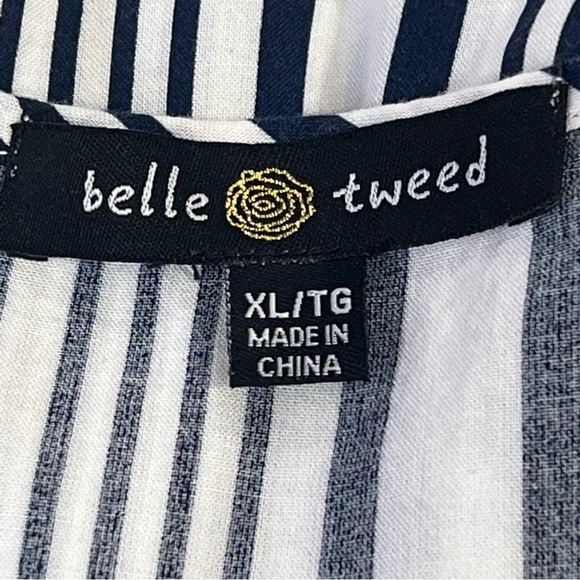 belle tweed
XL/TG
MADE IN
CHINA